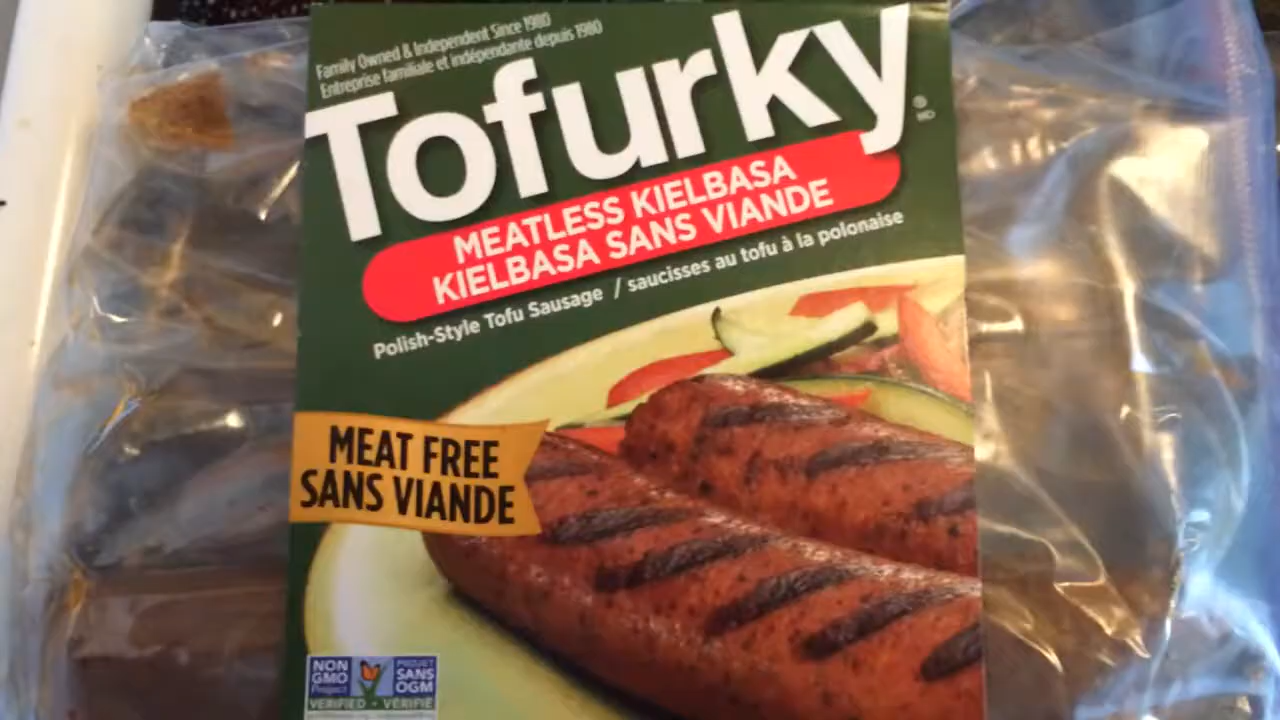 Family Owned & Independent Since 1980
Entreprise familiale et indépendante depuis 1980
Tofurky
® MD
MEATLESS KIELBASA
KIELBASA SANS VIANDE
Polish-Style Tofu Sausage / saucisses au tofu à la polonaise
MEAT FREE
SANS VIANDE
NON GMO Project
PROJET SANS OGM
VERIFIED • VÉRIFIÉ